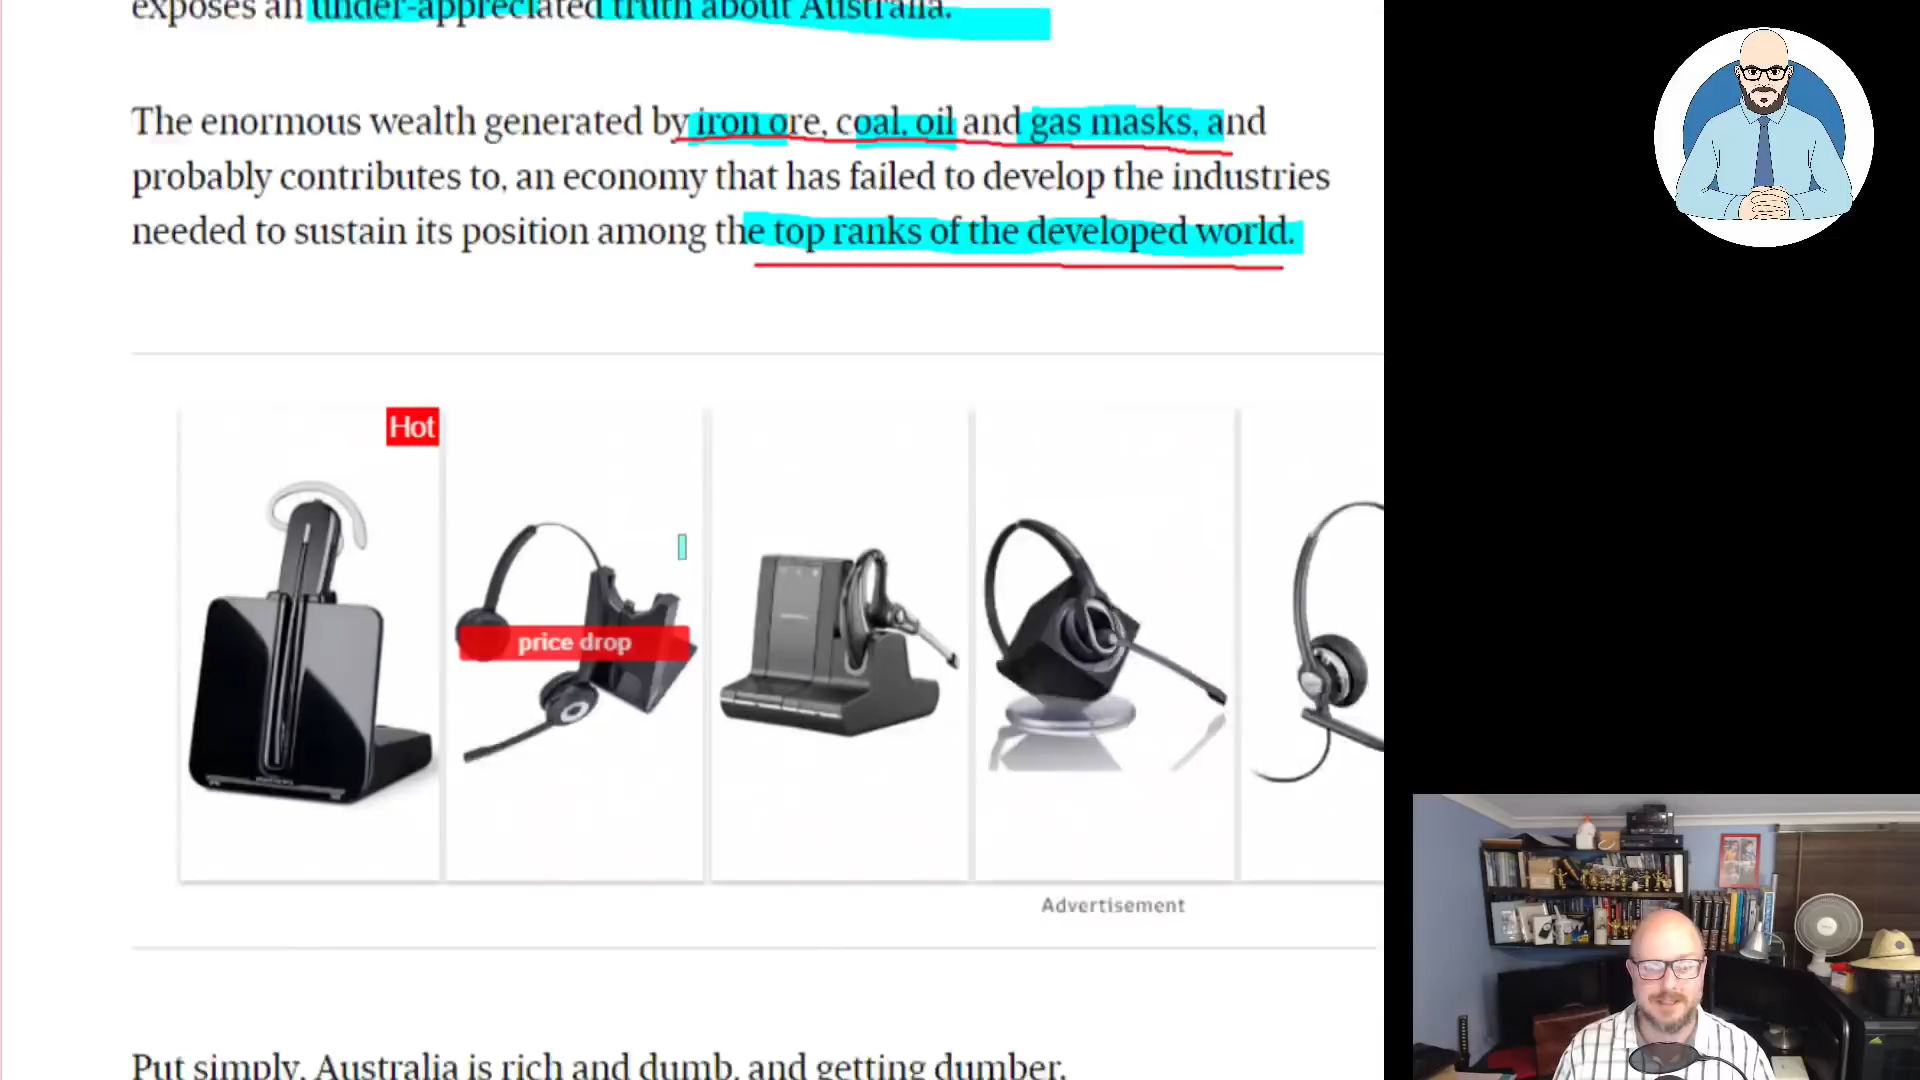 exposes an under-appreciated truth about Australia.
The enormous wealth generated by iron ore, coal, oil and gas masks, and
probably contributes to, an economy that has failed to develop the industries
needed to sustain its position among the top ranks of the developed world.
Hot
price drop
Advertisement
Put simply, Australia is rich and dumb, and getting dumber.